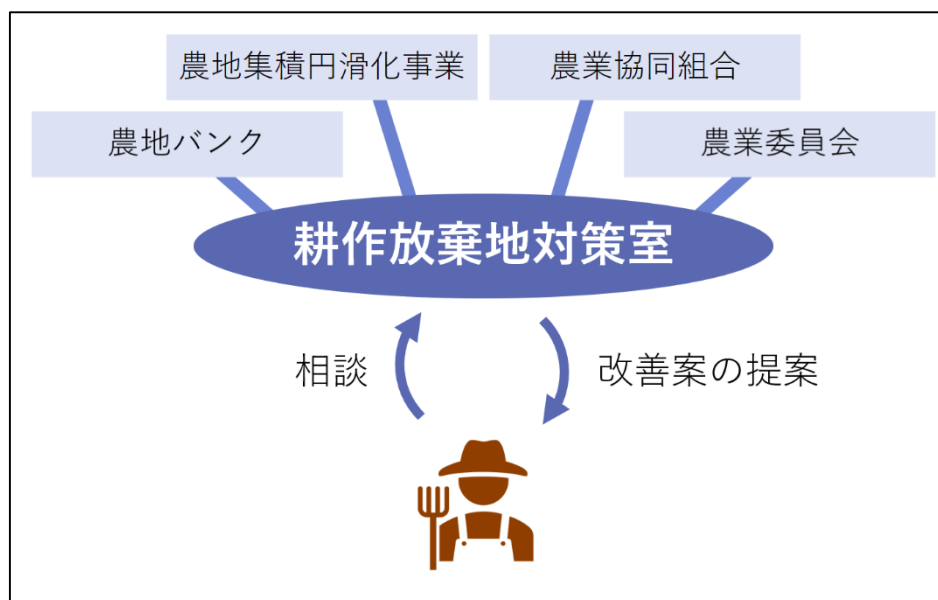 農地集積円滑化事業
農業協同組合
農地バンク
農業委員会
耕作放棄地対策室
相談
改善案の提案